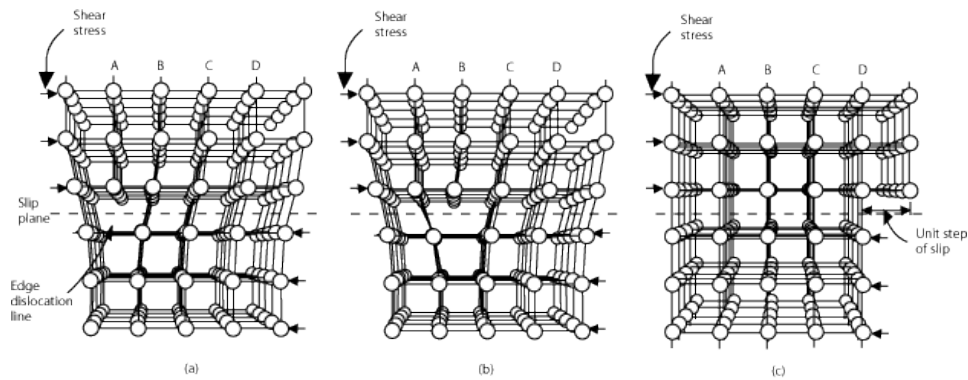 Shear
stress
A B C D
Slip
plane
Edge
dislocation
line
(a)
Shear
stress
A B C D
(b)
Shear
stress
A B C D
Unit step
of slip
(c)